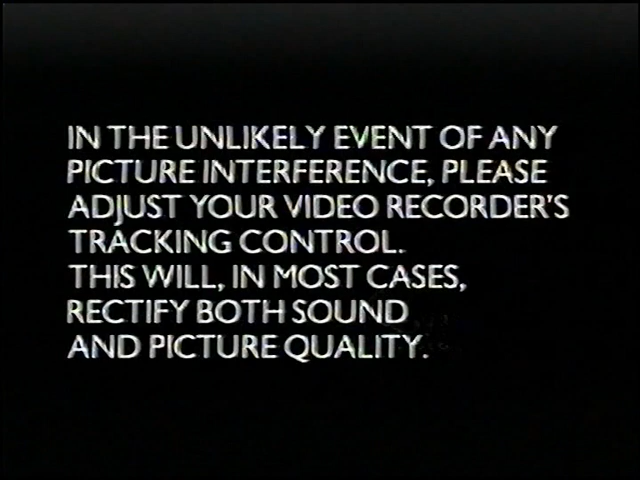 IN THE UNLIKELY EVENT OF ANY
PICTURE INTERFERENCE, PLEASE
ADJUST YOUR VIDEO RECORDER'S
TRACKING CONTROL.
THIS WILL, IN MOST CASES,
RECTIFY BOTH SOUND
AND PICTURE QUALITY.